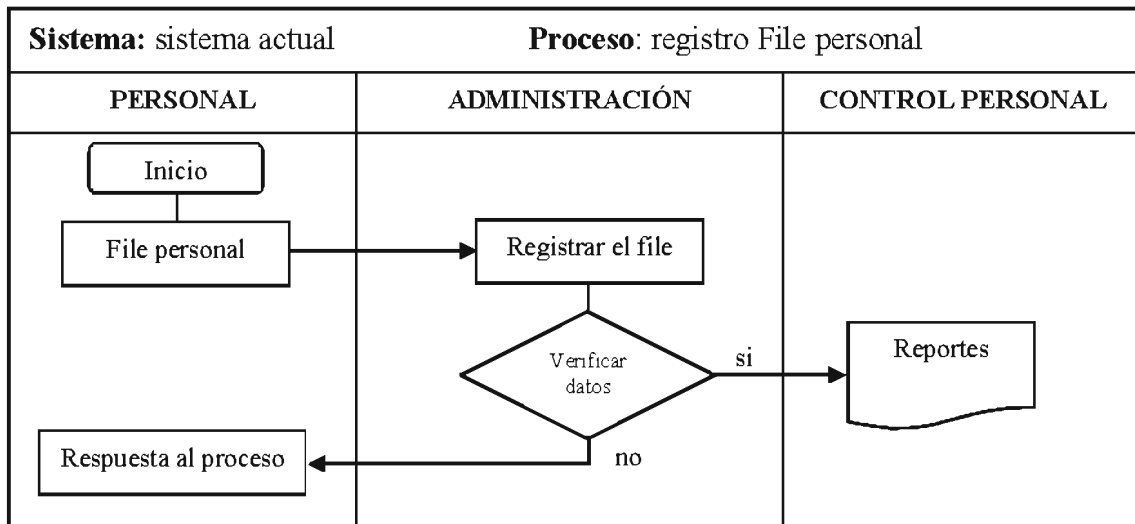 Sistema: sistema actual Proceso: registro File personal
PERSONAL ADMINISTRACIÓN CONTROL PERSONAL
Inicio
File personal
Registrar el file
Verificar
datos
si
Reportes
no
Respuesta al proceso